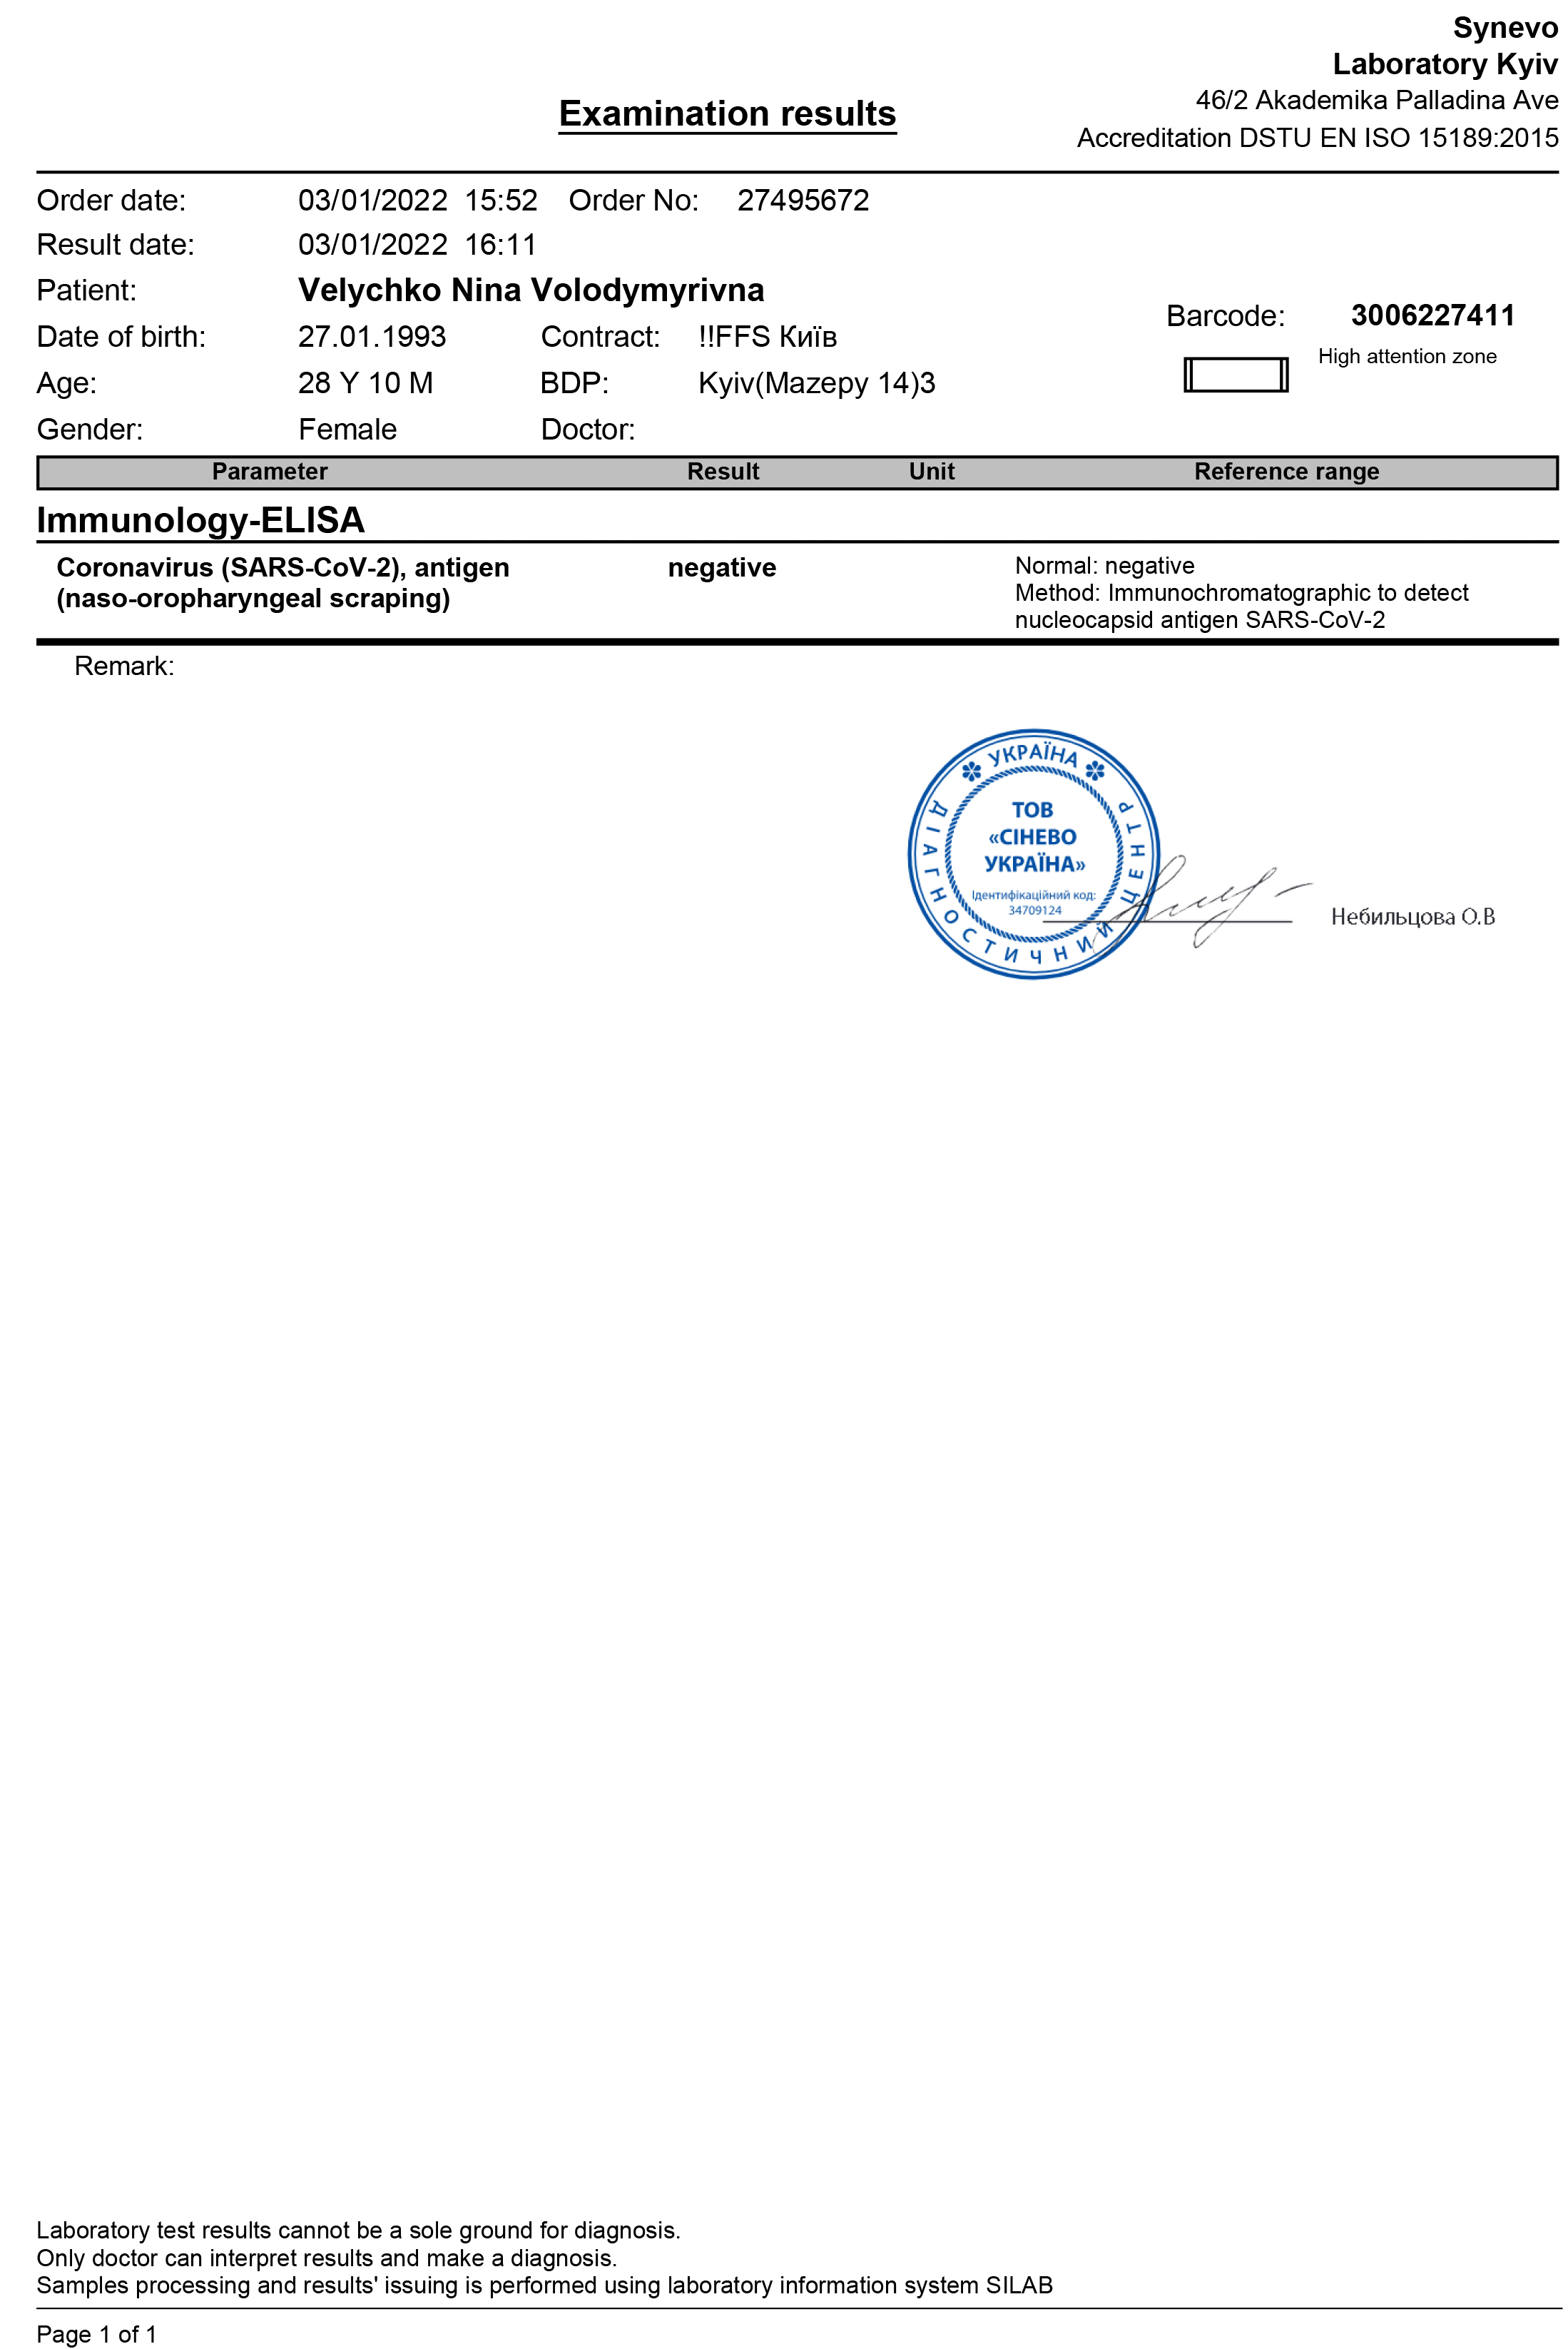 Synevo
Laboratory Kyiv
46/2 Akademika Palladina Ave
Accreditation DSTU EN ISO 15189:2015
Examination results
Order date: 03/01/2022 15:52 Order No: 27495672
Result date: 03/01/2022 16:11
Patient: Velychko Nina Volodymyrivna
Barcode: 3006227411
Date of birth: 27.01.1993 Contract: !!FFS Київ
High attention zone
Age: 28 Y 10 M BDP: Kyiv(Mazepy 14)3
Gender: Female Doctor:
Parameter Result Unit Reference range
Immunology-ELISA
Coronavirus (SARS-CoV-2), antigen negative Normal: negative
(naso-oropharyngeal scraping) Method: Immunochromatographic to detect
nucleocapsid antigen SARS-CoV-2
Remark:
УКРАЇНА
ДІАГНОСТИЧНИЙ ЦЕНТР
ТОВ
«СІНЕВО
УКРАЇНА»
Ідентифікаційний код:
34709124
Небильцова О.В
Laboratory test results cannot be a sole ground for diagnosis.
Only doctor can interpret results and make a diagnosis.
Samples processing and results' issuing is performed using laboratory information system SILAB
Page 1 of 1